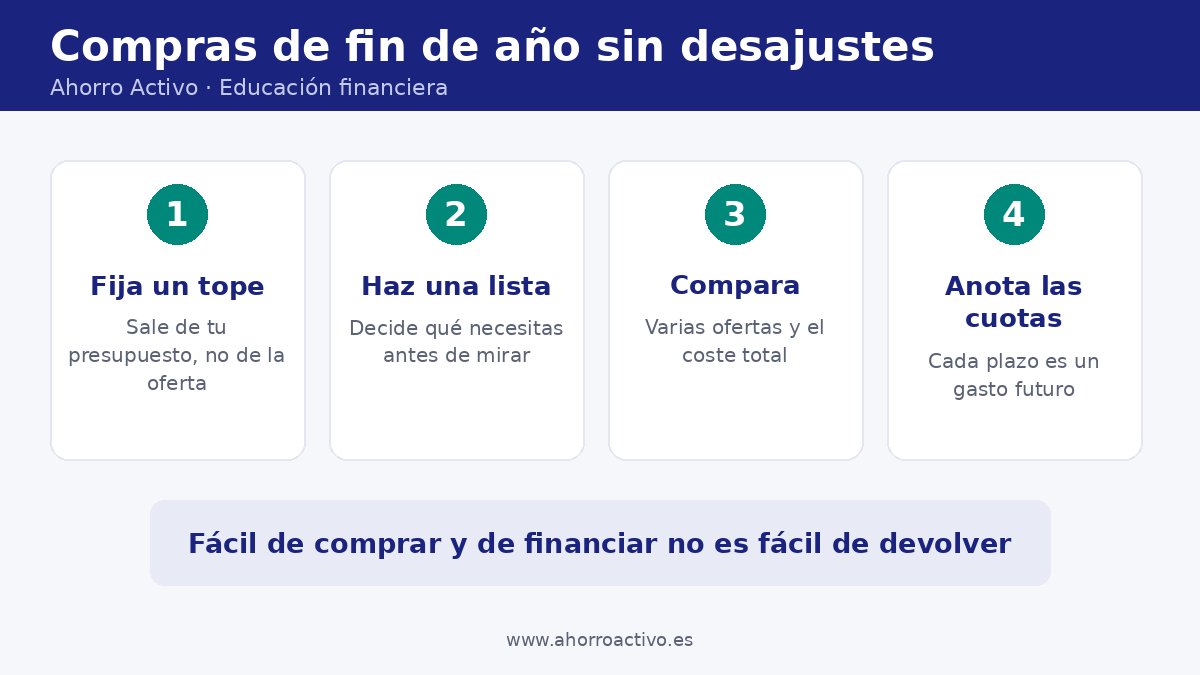 Compras de fin de año sin desajustes
Ahorro Activo · Educación financiera
1
Fija un tope
Sale de tu
presupuesto, no de la
oferta
2
Haz una lista
Decide qué necesitas
antes de mirar
3
Compara
Varias ofertas y el
coste total
4
Anota las
cuotas
Cada plazo es un
gasto futuro
Fácil de comprar y de financiar no es fácil de devolver
www.ahorroactivo.es